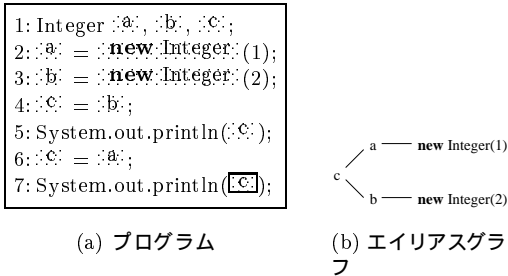 1: Integer a, b, c;
2: a = new Integer(1);
3: b = new Integer(2);
4: c = b;
5: System.out.println(c);
6: c = a;
7: System.out.println(c);
(a) プログラム
a new Integer(1)
c
b new Integer(2)
(b) エイリアスグラ
フ